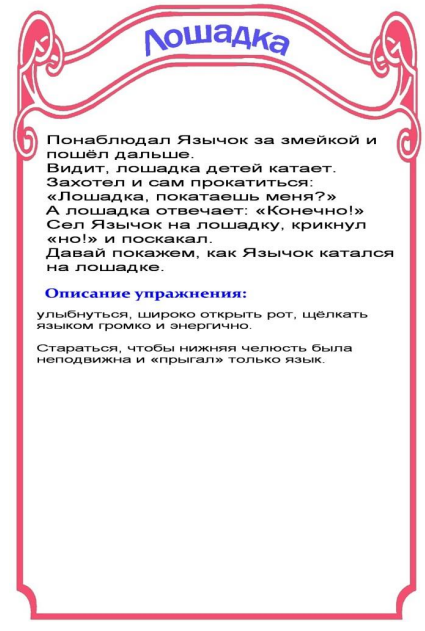 Лошадка
Понаблюдал Язычок за змейкой и
пошёл дальше.
Видит, лошадка детей катает.
Захотел и сам прокатиться:
«Лошадка, покатаешь меня?»
А лошадка отвечает: «Конечно!»
Сел Язычок на лошадку, крикнул
«но!» и поскакал.
Давай покажем, как Язычок катался
на лошадке.
Описание упражнения:
улыбнуться, широко открыть рот, щёлкать
языком громко и энергично.
Стараться, чтобы нижняя челюсть была
неподвижна и «прыгал» только язык.